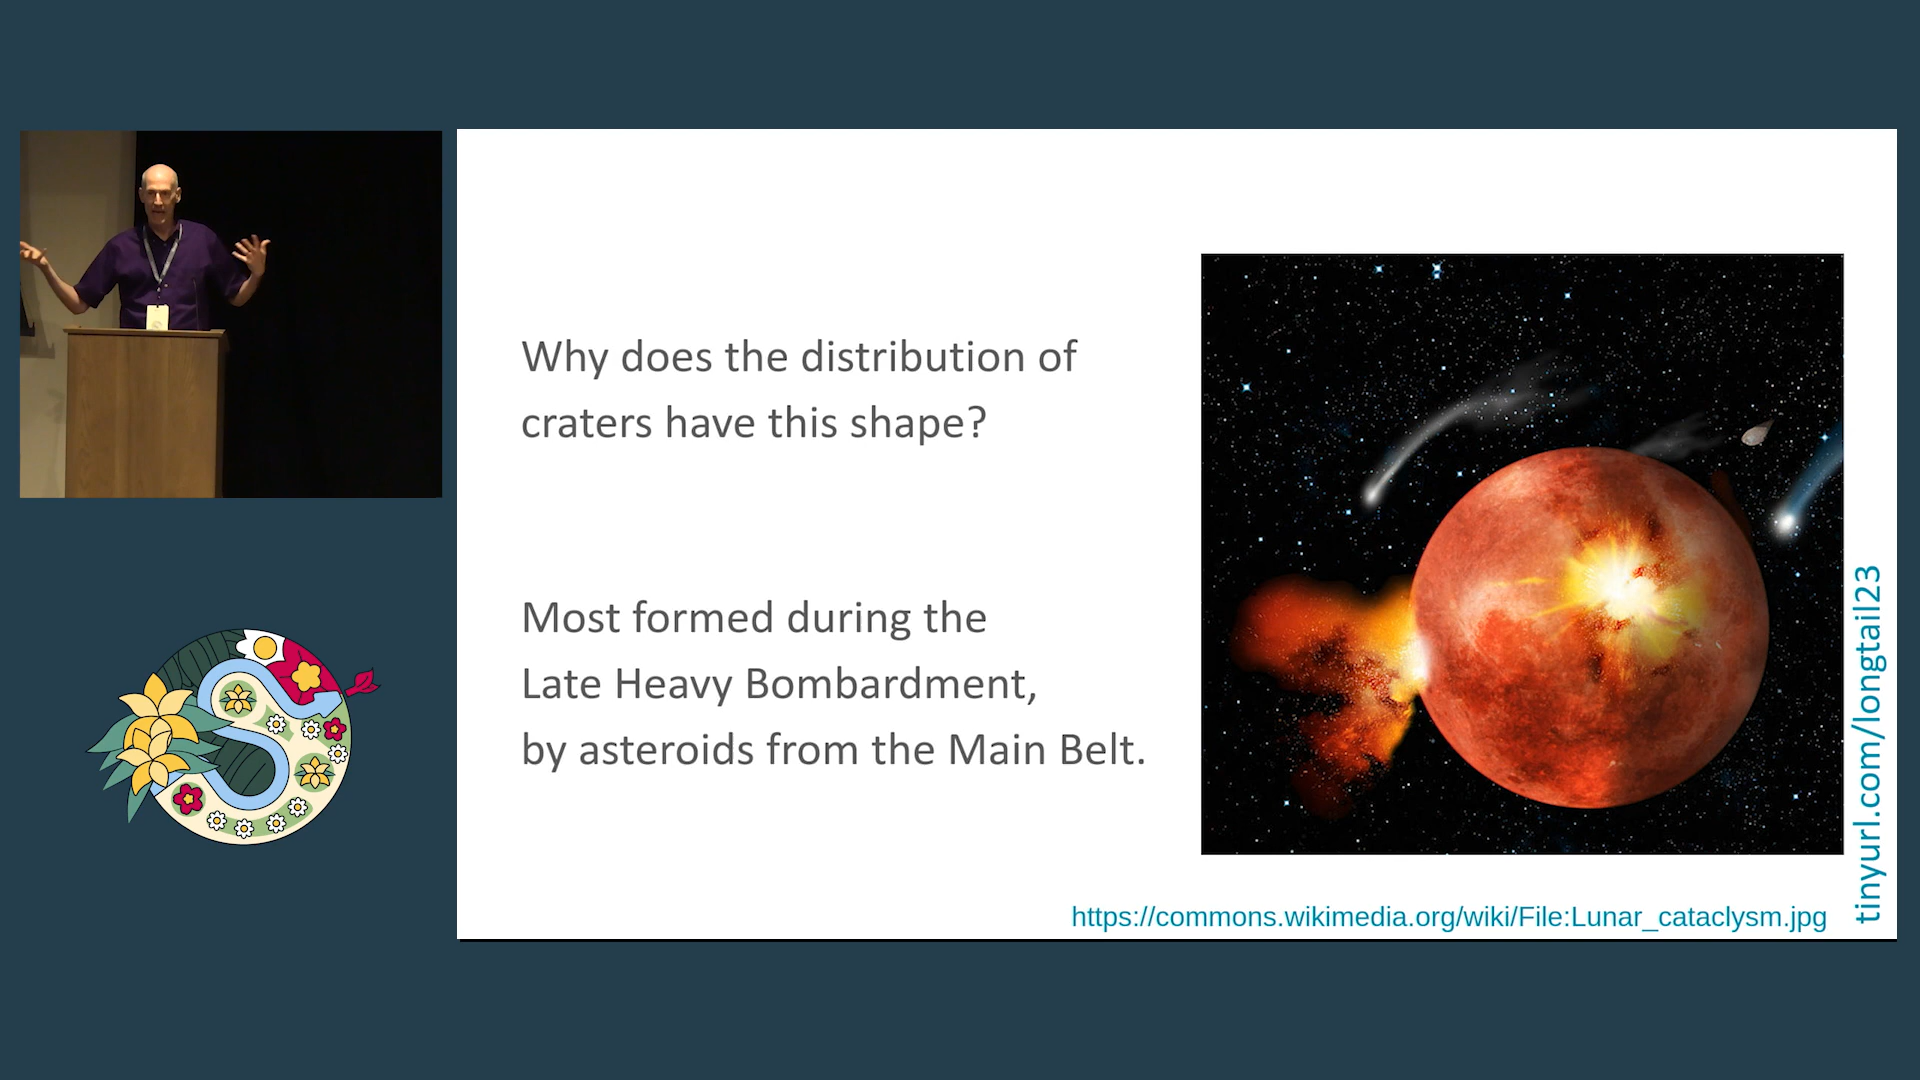 Why does the distribution of
craters have this shape?
Most formed during the
Late Heavy Bombardment,
by asteroids from the Main Belt.
https://commons.wikimedia.org/wiki/File:Lunar_cataclysm.jpg
tinyurl.com/longtail23